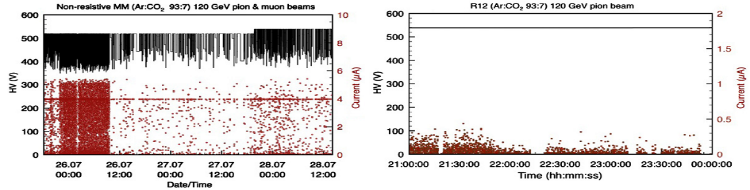 Non-resistive MM (Ar:CO2 93:7) 120 GeV pion & muon beams
HV (V)
600
500
400
300
200
100
0
10
8
6
4
2
0
Current (μA)
26.07 26.07 27.07 27.07 28.07 28.07
00:00 12:00 00:00 12:00 00:00 12:00
Date/Time
R12 (Ar:CO2 93:7) 120 GeV pion beam
HV (V)
600
500
400
300
200
100
0
2
1.5
1
0.5
0
Current (μA)
21:00:00 21:30:00 22:00:00 22:30:00 23:00:00 23:30:00 00:00:00
Time (hh:mm:ss)